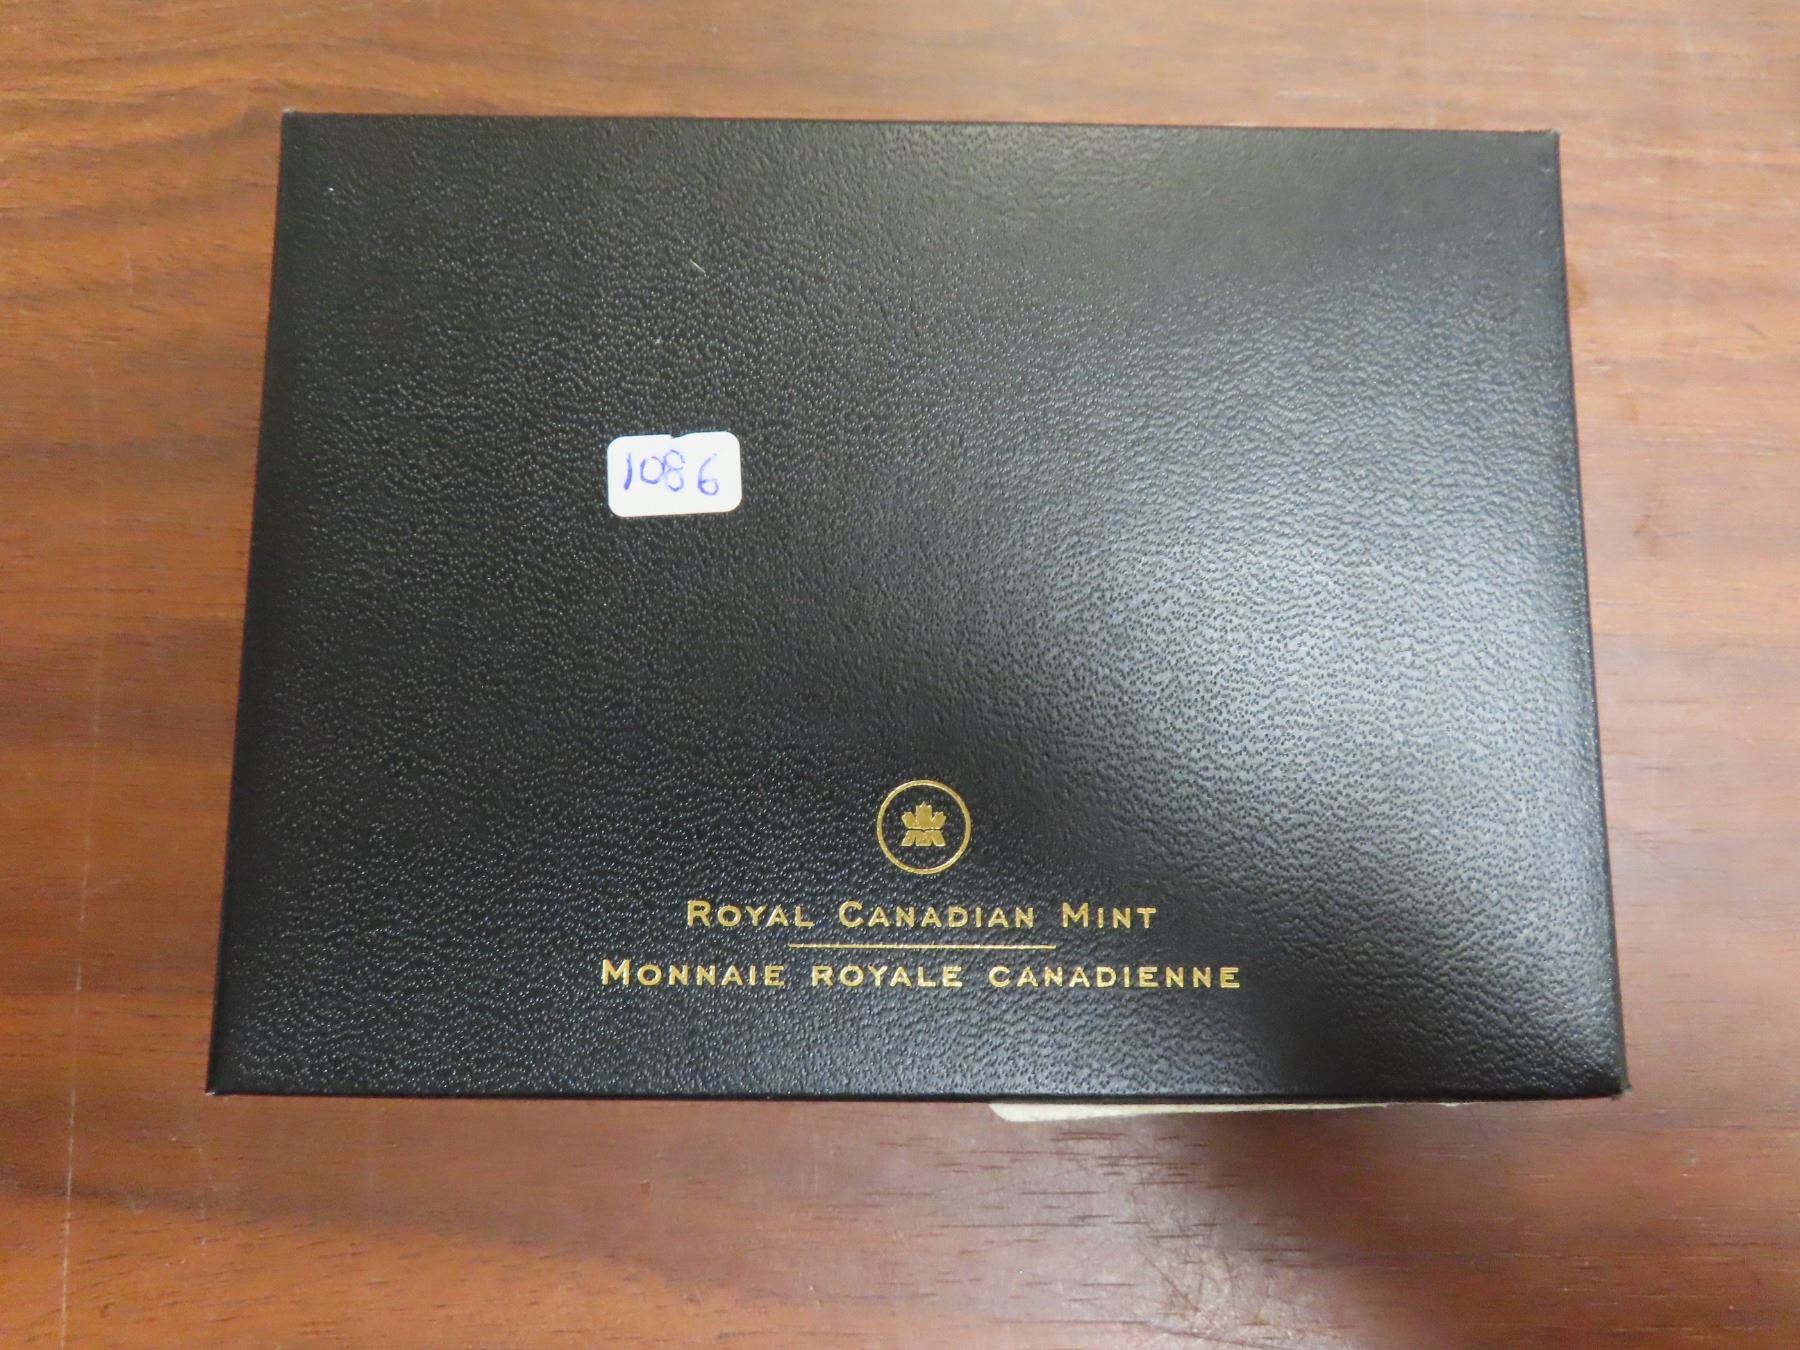 1086
ROYAL CANADIAN MINT
MONNAIE ROYALE CANADIENNE